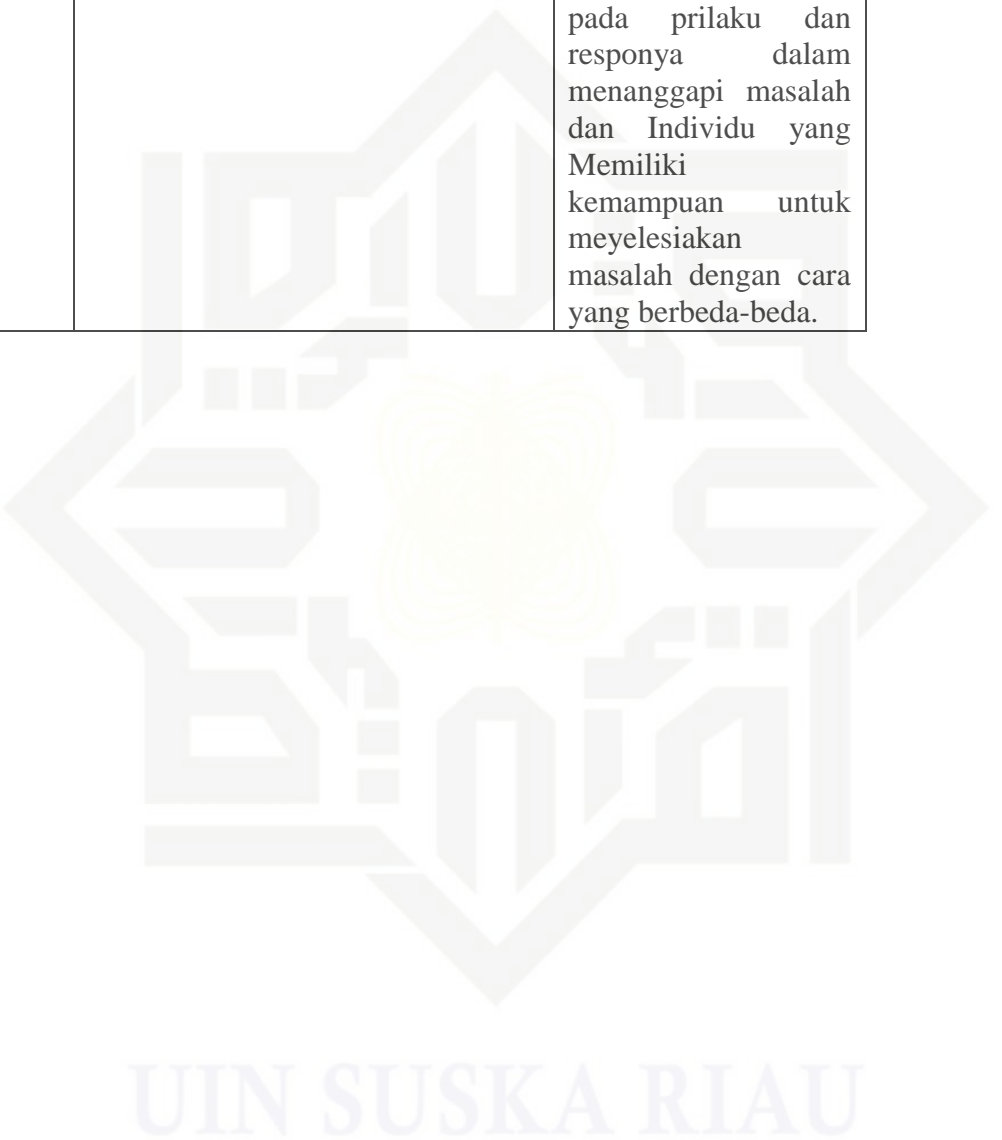 pada prilaku dan
responya dalam
menanggapi masalah
dan Individu yang
Memiliki
kemampuan untuk
meyelesiakan
masalah dengan cara
yang berbeda-beda.
UIN SUSKA RIAU